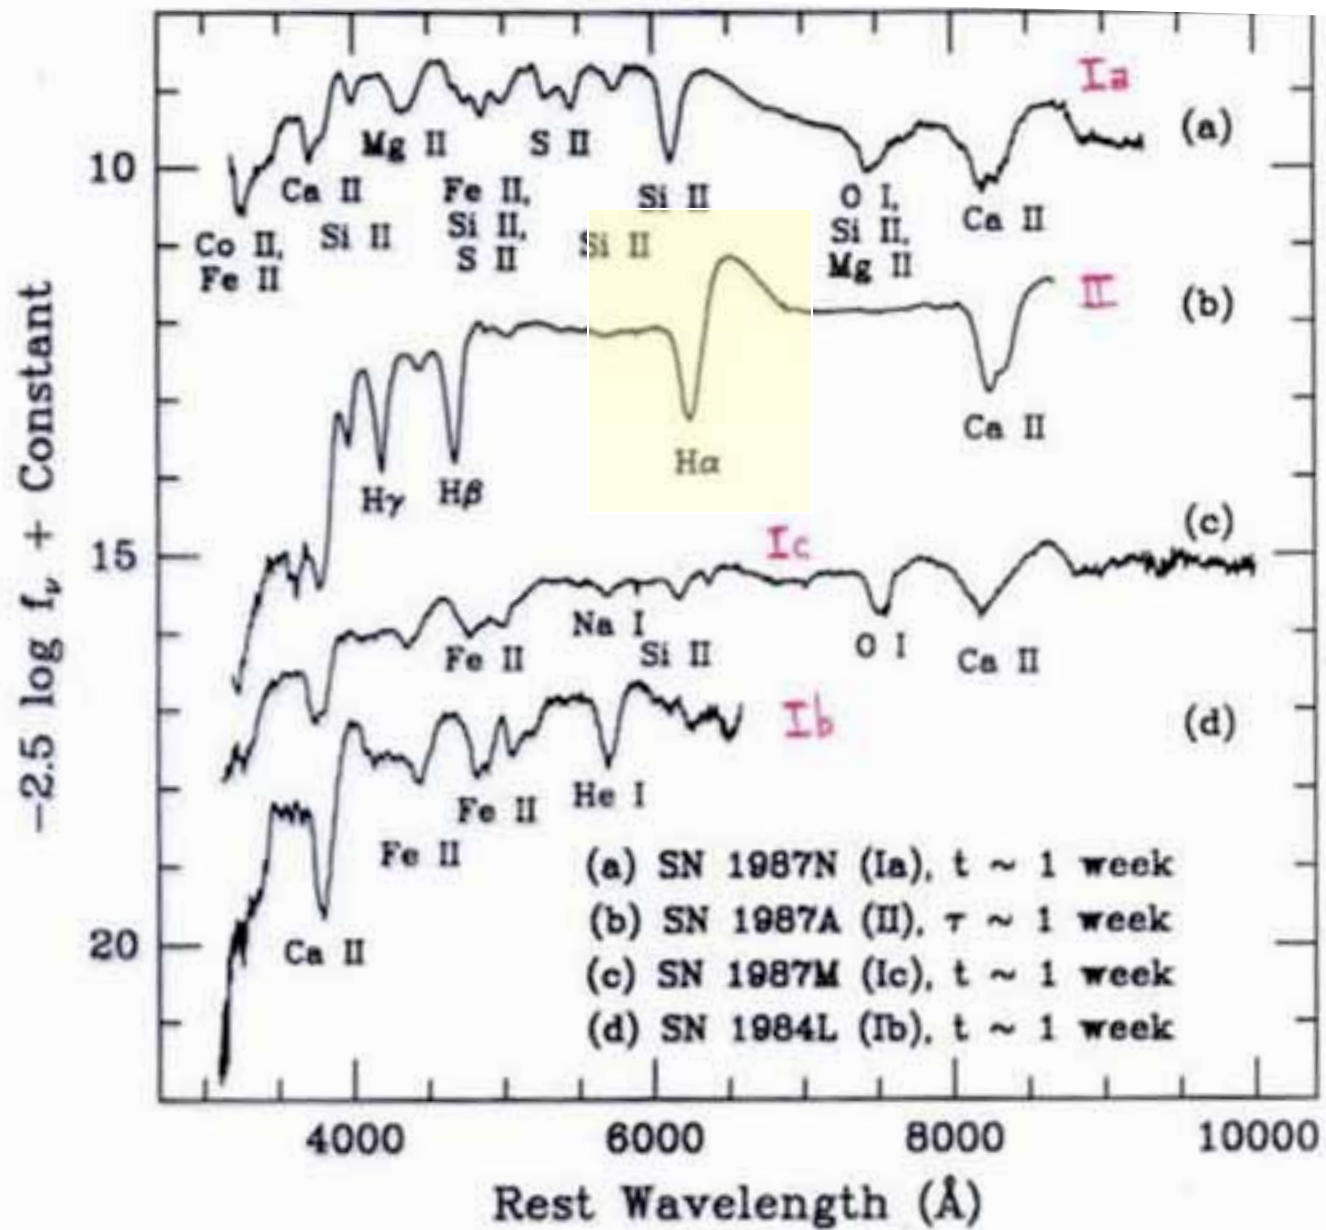 Ia
(a)
Mg II
S II
10
Ca II
Fe II,
Si II
O I,
Co II,
Si II
Si II,
Si II
Si II,
Ca II
Fe II
S II
Mg II
II
(b)
Ca II
Hγ
Hβ
Hα
(c)
Ic
15
Na I
Fe II
Si II
O I
Ca II
Ib
(d)
He I
Fe II
Fe II
(a) SN 1987N (Ia), t ~ 1 week
(b) SN 1987A (II), τ ~ 1 week
(c) SN 1987M (Ic), t ~ 1 week
(d) SN 1984L (Ib), t ~ 1 week
20
Ca II
4000
6000
8000
10000
Rest Wavelength (Å)
-2.5 log fν + Constant